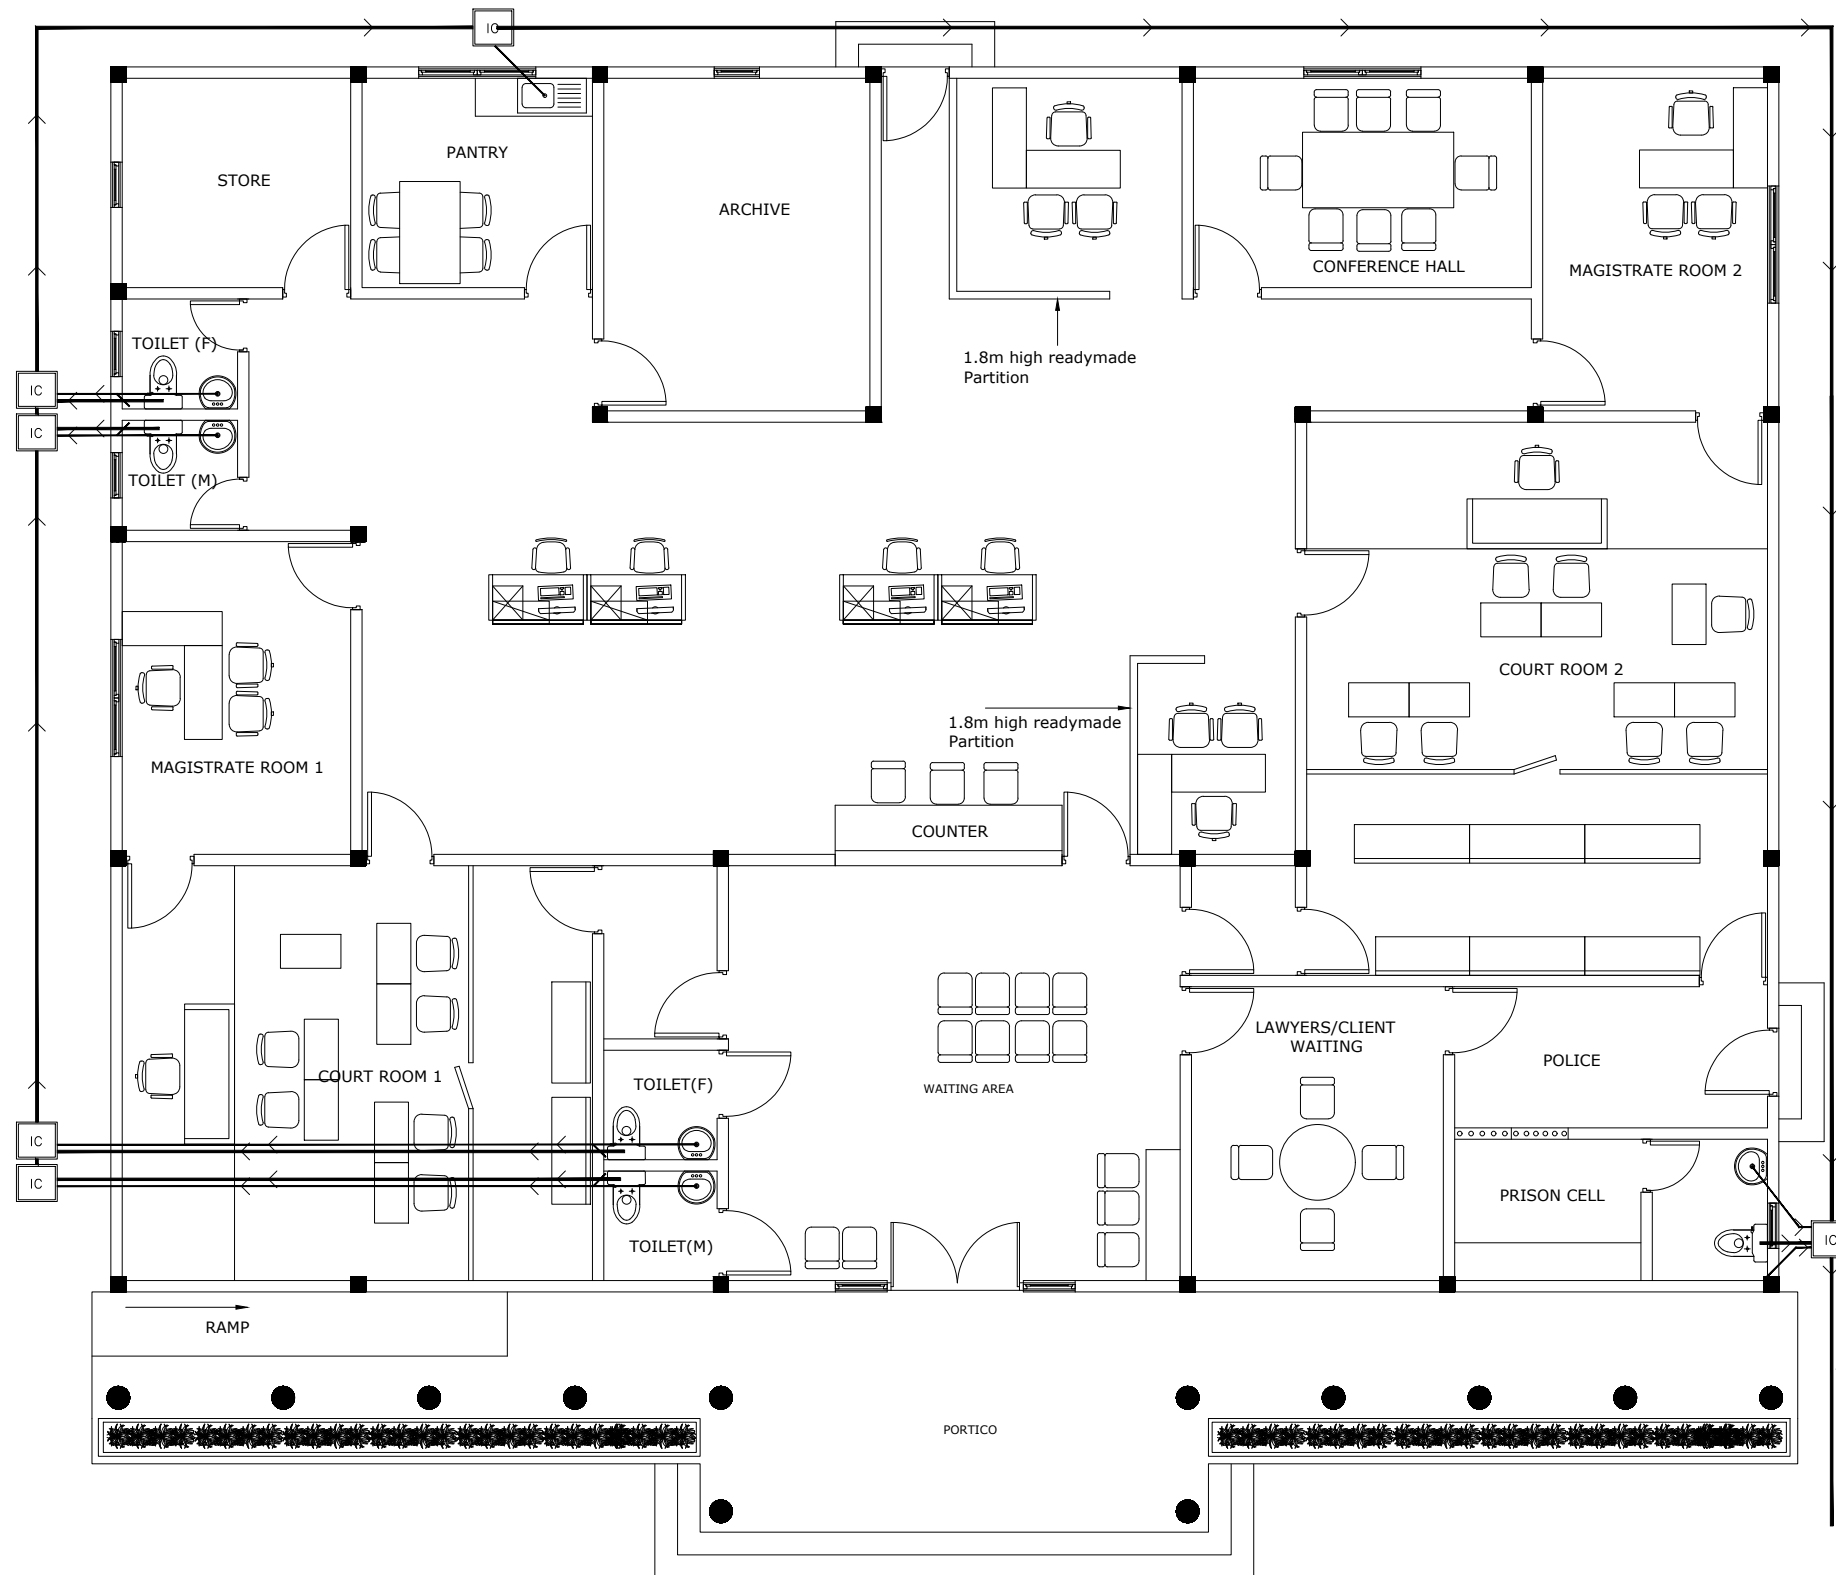 IC
STORE
PANTRY
ARCHIVE
CONFERENCE HALL
MAGISTRATE ROOM 2
1.8m high readymade
Partition
TOILET (F)
IC
IC
TOILET (M)
COURT ROOM 2
1.8m high readymade
Partition
MAGISTRATE ROOM 1
COUNTER
LAWYERS/CLIENT
WAITING
POLICE
COURT ROOM 1
TOILET(F)
WAITING AREA
IC
IC
PRISON CELL
TOILET(M)
IC
RAMP
PORTICO